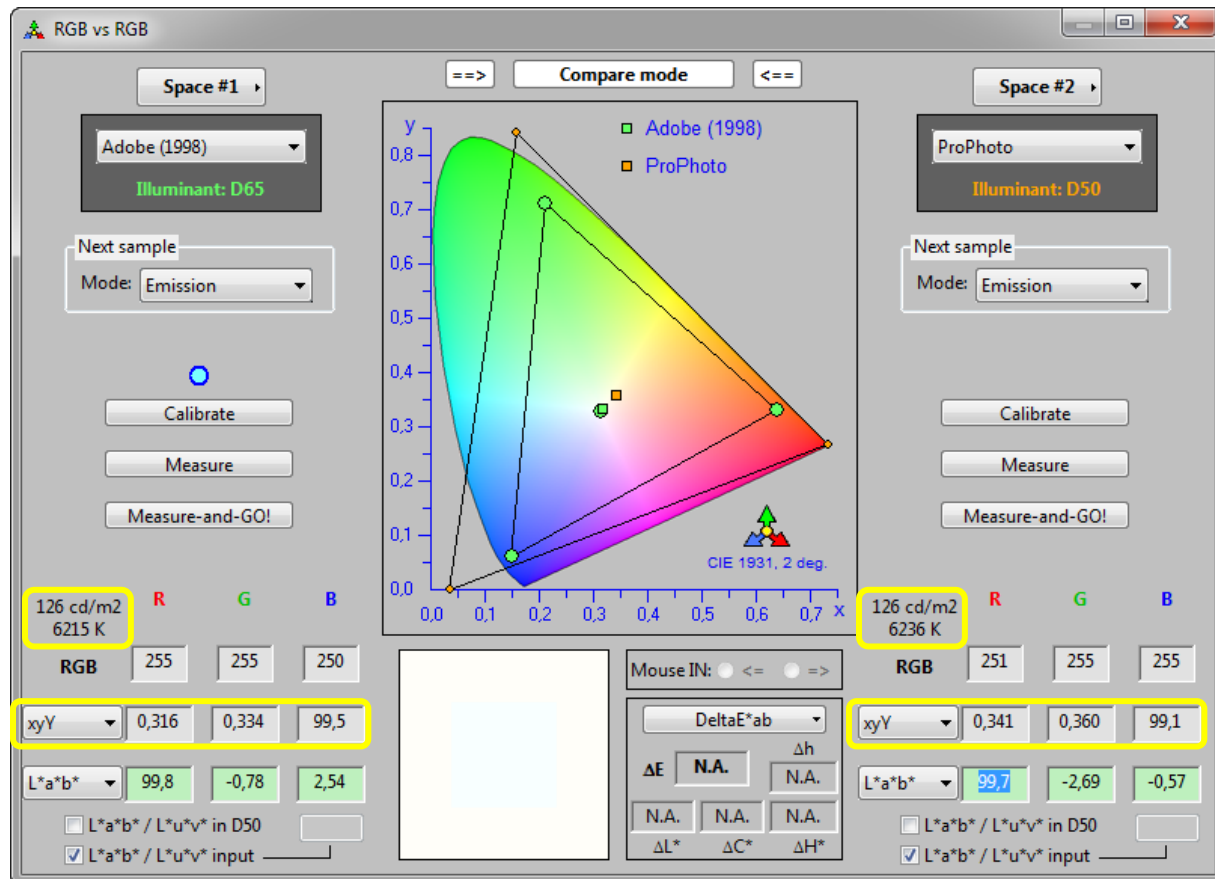 RGB vs RGB
Space #1
==>
Compare mode
<==
Space #2
Adobe (1998)
Illuminant: D65
ProPhoto
Illuminant: D50
Next sample
Mode: Emission
Calibrate
Measure
Measure-and-GO!
y
Adobe (1998)
ProPhoto
0,8
0,7
0,6
0,5
0,4
0,3
0,2
0,1
0,0
0,0 0,1 0,2 0,3 0,4 0,5 0,6 0,7 x
CIE 1931, 2 deg.
Next sample
Mode: Emission
Calibrate
Measure
Measure-and-GO!
126 cd/m2
6215 K
R G B
RGB 255 255 250
xyY 0,316 0,334 99,5
L*a*b* 99,8 -0,78 2,54
L*a*b* / L*u*v* in D50
L*a*b* / L*u*v* input
Mouse IN: <= =>
DeltaE*ab
ΔE N.A.
Δh
N.A.
N.A. N.A. N.A.
ΔL* ΔC* ΔH*
126 cd/m2
6236 K
R G B
RGB 251 255 255
xyY 0,341 0,360 99,1
L*a*b* 99,7 -2,69 -0,57
L*a*b* / L*u*v* in D50
L*a*b* / L*u*v* input